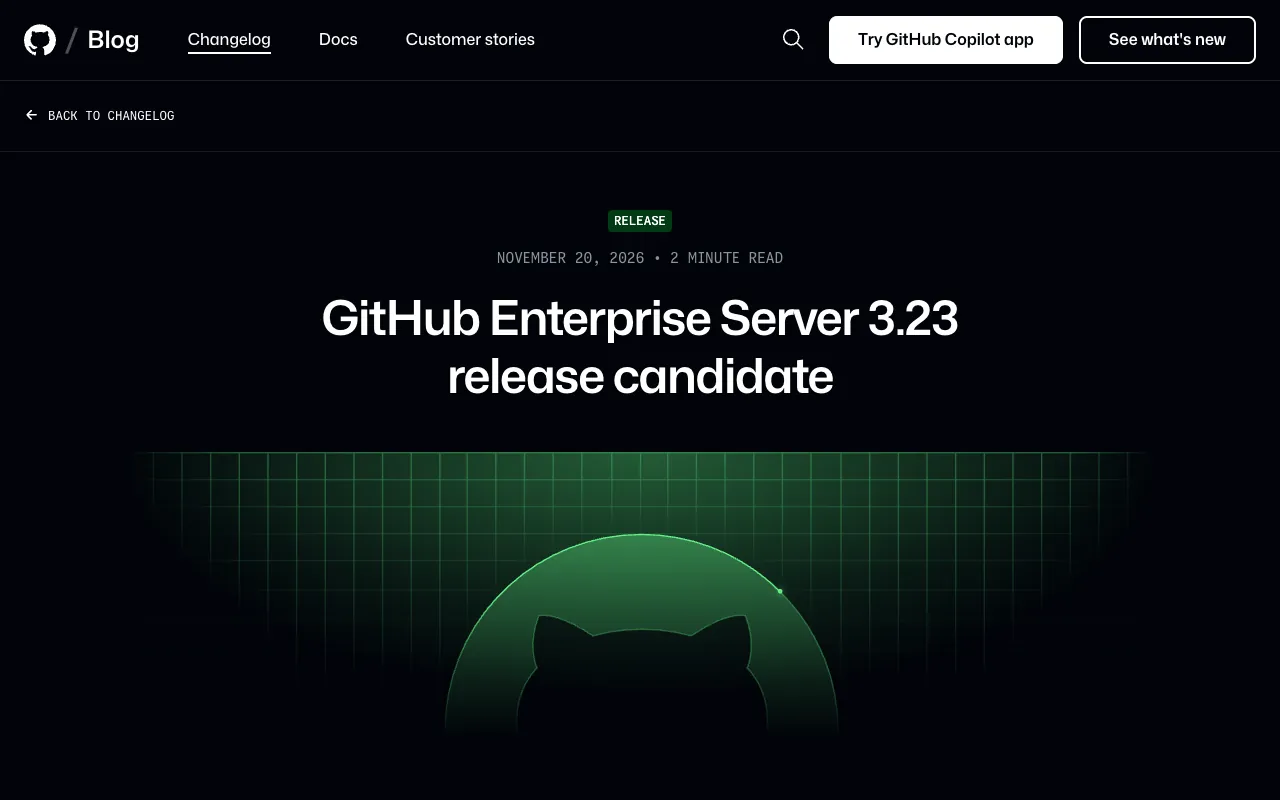 Blog
Changelog
Docs
Customer stories
Try GitHub Copilot app
See what's new
BACK TO CHANGELOG
RELEASE
NOVEMBER 20, 2026 • 2 MINUTE READ
GitHub Enterprise Server 3.23
release candidate